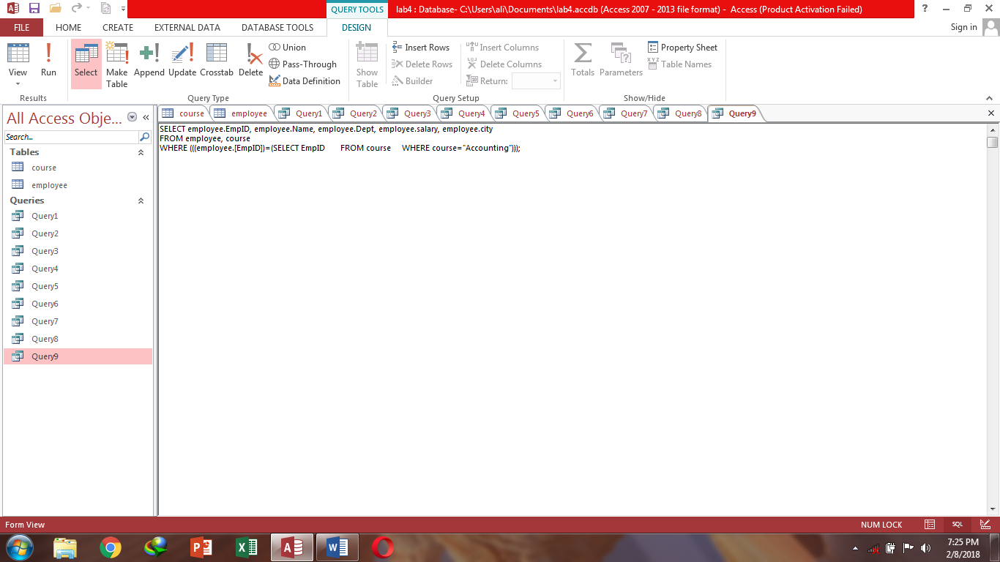 QUERY TOOLS
lab4 : Database- C:\Users\ali\Documents\lab4.accdb (Access 2007 - 2013 file format) - Access (Product Activation Failed)
FILE HOME CREATE EXTERNAL DATA DATABASE TOOLS DESIGN Sign in
View Run
Results
Select Make Table Append Update Crosstab Delete
Union
Pass-Through
Data Definition
Query Type
Show Table
Insert Rows
Delete Rows
Builder
Insert Columns
Delete Columns
Return:
Query Setup
Totals Parameters
Property Sheet
Table Names
Show/Hide
All Access Obje...
Search...
Tables
course
employee
Queries
Query1
Query2
Query3
Query4
Query5
Query6
Query7
Query8
Query9
course employee Query1 Query2 Query3 Query4 Query5 Query6 Query7 Query8 Query9
SELECT employee.EmpID, employee.Name, employee.Dept, employee.salary, employee.city
FROM employee, course
WHERE (((employee.[EmpID])=(SELECT EmpID FROM course WHERE course="Accounting")));
Form View NUM LOCK SQL
7:25 PM
2/8/2018